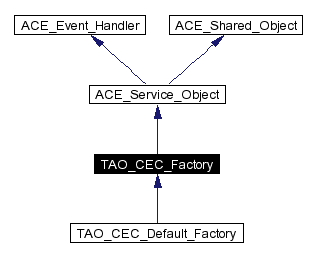 ACE_Event_Handler
ACE_Shared_Object
ACE_Service_Object
TAO_CEC_Factory
TAO_CEC_Default_Factory